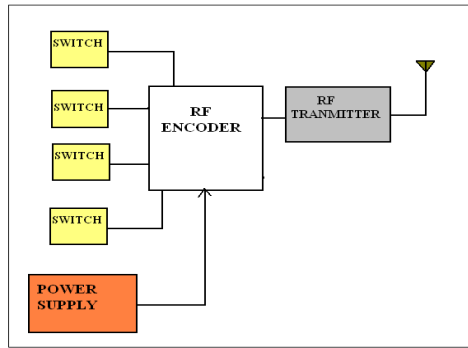 SWITCH
SWITCH
SWITCH
SWITCH
RF
ENCODER
RF
TRANMITTER
POWER
SUPPLY